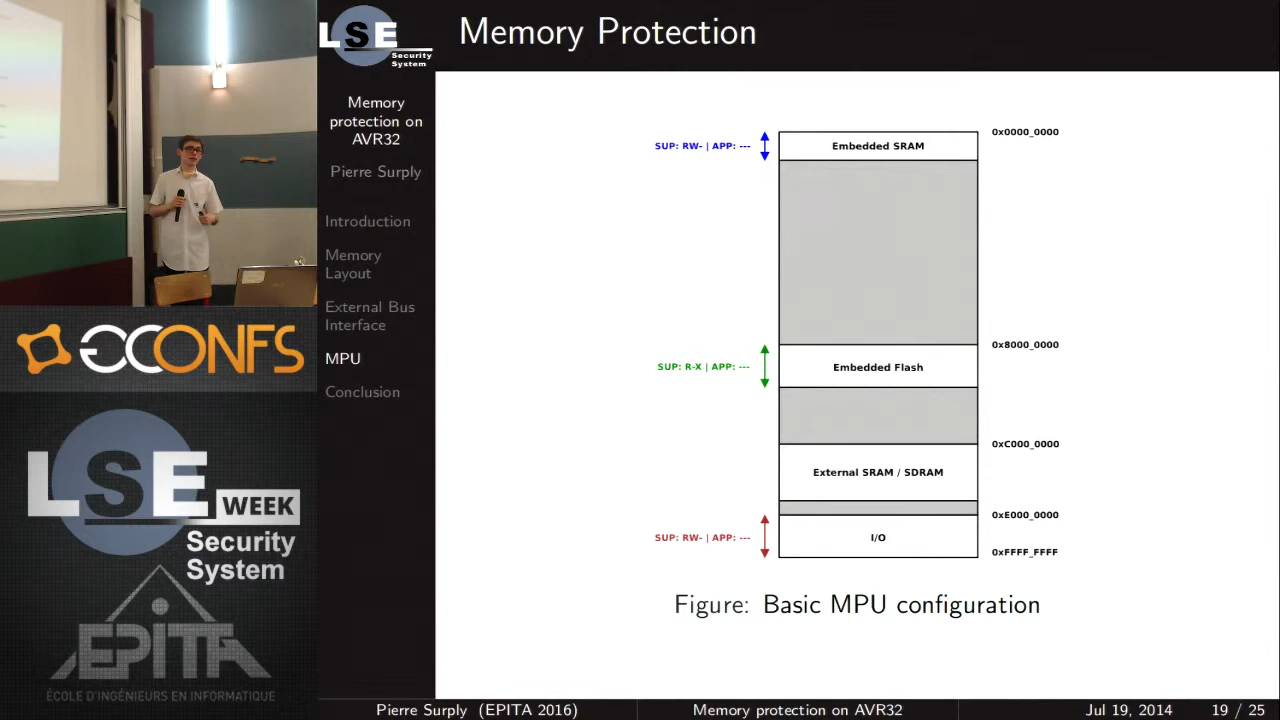 LSE
Security
System
Memory Protection
Memory
protection on
AVR32
Pierre Surply
Introduction
Memory
Layout
External Bus
Interface
MPU
Conclusion
0x0000_0000
SUP: RW- | APP: ---
Embedded SRAM
0x8000_0000
SUP: R-X | APP: ---
Embedded Flash
0xC000_0000
External SRAM / SDRAM
0xE000_0000
SUP: RW- | APP: ---
I/O
0xFFFF_FFFF
Figure: Basic MPU configuration
Pierre Surply (EPITA 2016)
Memory protection on AVR32
Jul 19, 2014
19 / 25
GCONFS
LSE
WEEK
Security
System
EPITA
ÉCOLE D'INGÉNIEURS EN INFORMATIQUE